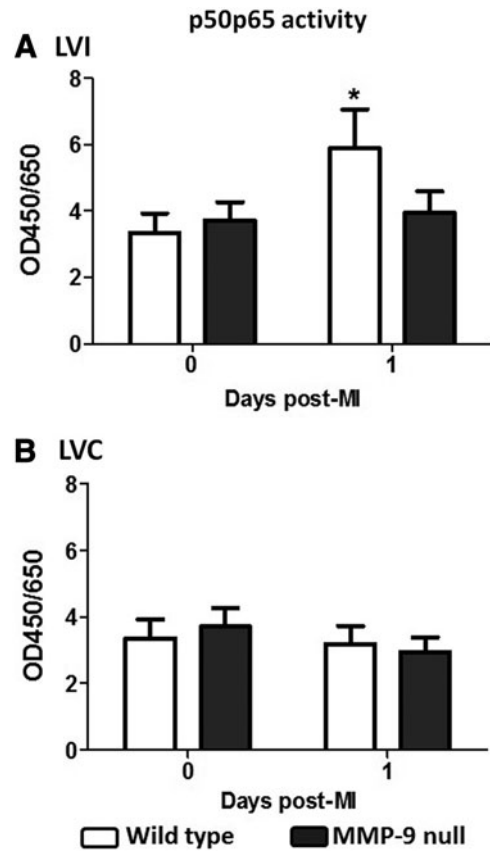 p50p65 activity
A LVI
8
*
6
4
2
0
OD450/650
0 1
Days post-MI
B LVC
8
6
4
2
0
OD450/650
0 1
Days post-MI
Wild type MMP-9 null